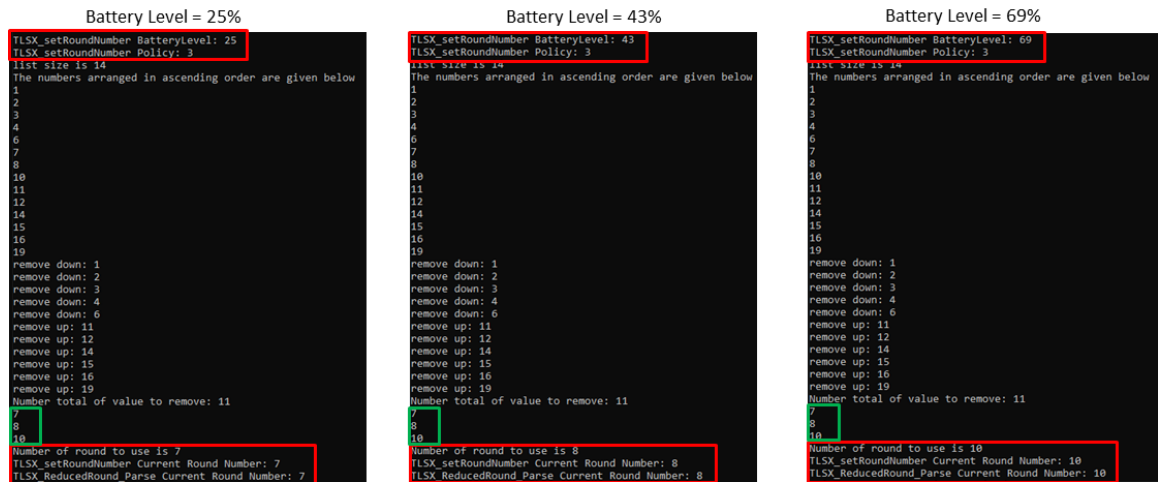 Battery Level = 25%
TLSX_setRoundNumber BatteryLevel: 25
TLSX_setRoundNumber Policy: 3
list size is 14
The numbers arranged in ascending order are given below
1
2
3
4
6
7
8
10
11
12
14
15
16
19
remove down: 1
remove down: 2
remove down: 3
remove down: 4
remove down: 6
remove up: 11
remove up: 12
remove up: 14
remove up: 15
remove up: 16
remove up: 19
Number total of value to remove: 11
7
8
10
Number of round to use is 7
TLSX_setRoundNumber Current Round Number: 7
TLSX_ReducedRound_Parse Current Round Number: 7
Battery Level = 43%
TLSX_setRoundNumber BatteryLevel: 43
TLSX_setRoundNumber Policy: 3
list size is 14
The numbers arranged in ascending order are given below
1
2
3
4
6
7
8
10
11
12
14
15
16
19
remove down: 1
remove down: 2
remove down: 3
remove down: 4
remove down: 6
remove up: 11
remove up: 12
remove up: 14
remove up: 15
remove up: 16
remove up: 19
Number total of value to remove: 11
7
8
10
Number of round to use is 8
TLSX_setRoundNumber Current Round Number: 8
TLSX_ReducedRound_Parse Current Round Number: 8
Battery Level = 69%
TLSX_setRoundNumber BatteryLevel: 69
TLSX_setRoundNumber Policy: 3
list size is 14
The numbers arranged in ascending order are given below
1
2
3
4
6
7
8
10
11
12
14
15
16
19
remove down: 1
remove down: 2
remove down: 3
remove down: 4
remove down: 6
remove up: 11
remove up: 12
remove up: 14
remove up: 15
remove up: 16
remove up: 19
Number total of value to remove: 11
7
8
10
Number of round to use is 10
TLSX_setRoundNumber Current Round Number: 10
TLSX_ReducedRound_Parse Current Round Number: 10